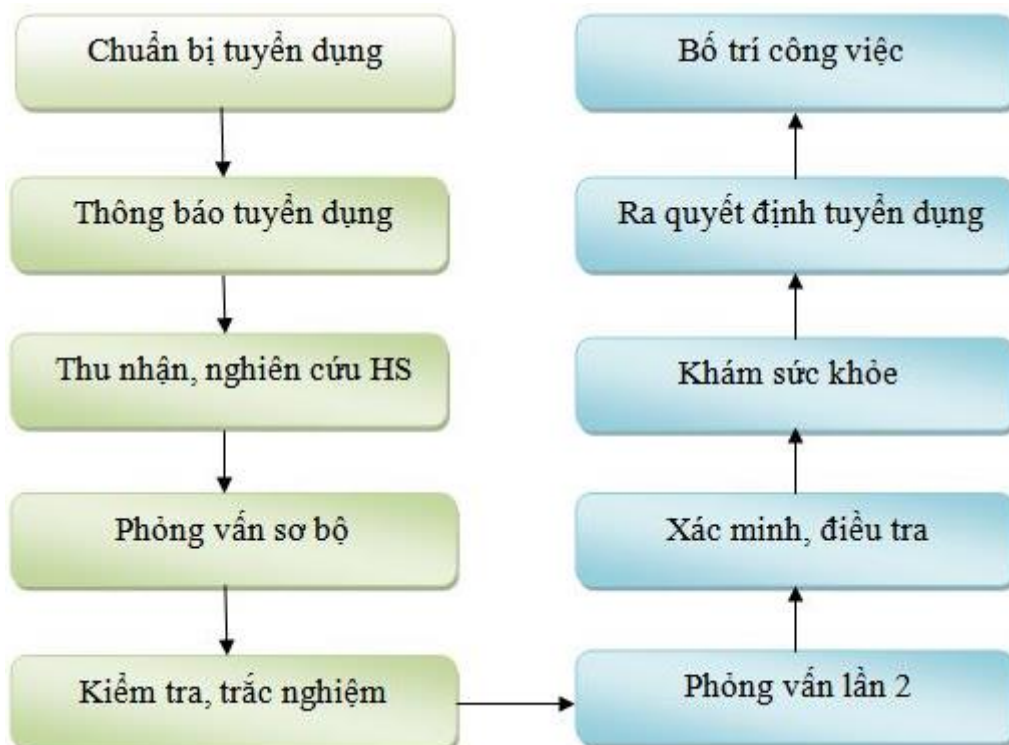 Chuẩn bị tuyển dụng
Thông báo tuyển dụng
Thu nhận, nghiên cứu HS
Phỏng vấn sơ bộ
Kiểm tra, trắc nghiệm
Phỏng vấn lần 2
Xác minh, điều tra
Khám sức khỏe
Ra quyết định tuyển dụng
Bố trí công việc